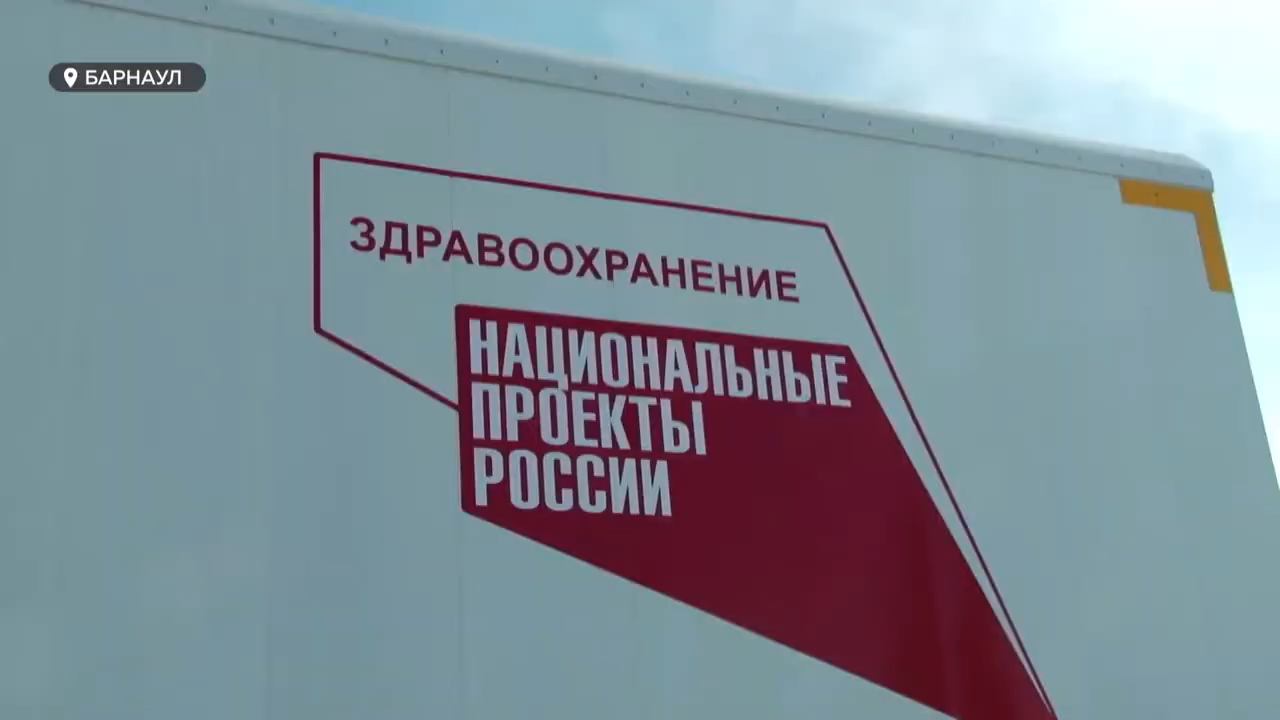 БАРНАУЛ
ЗДРАВООХРАНЕНИЕ
НАЦИОНАЛЬНЫЕ
ПРОЕКТЫ
РОССИИ